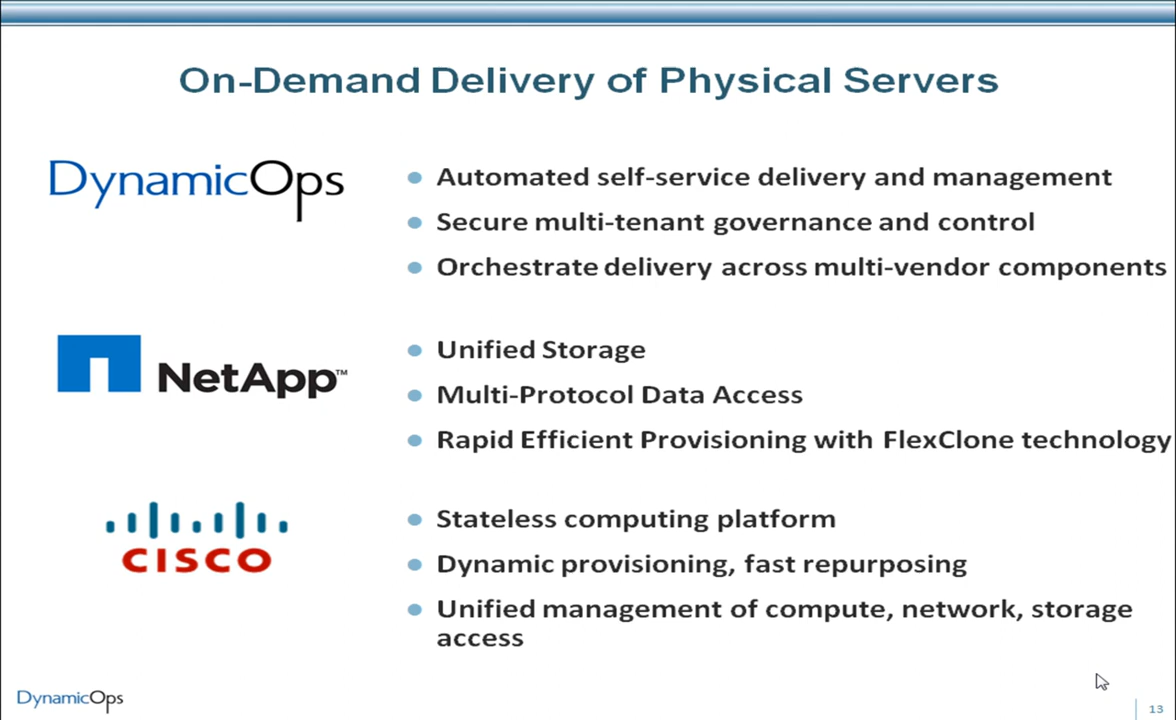 On-Demand Delivery of Physical Servers
DynamicOps
Automated self-service delivery and management
Secure multi-tenant governance and control
Orchestrate delivery across multi-vendor components
NetApp™
Unified Storage
Multi-Protocol Data Access
Rapid Efficient Provisioning with FlexClone technology
CISCO
Stateless computing platform
Dynamic provisioning, fast repurposing
Unified management of compute, network, storage
access
DynamicOps
13